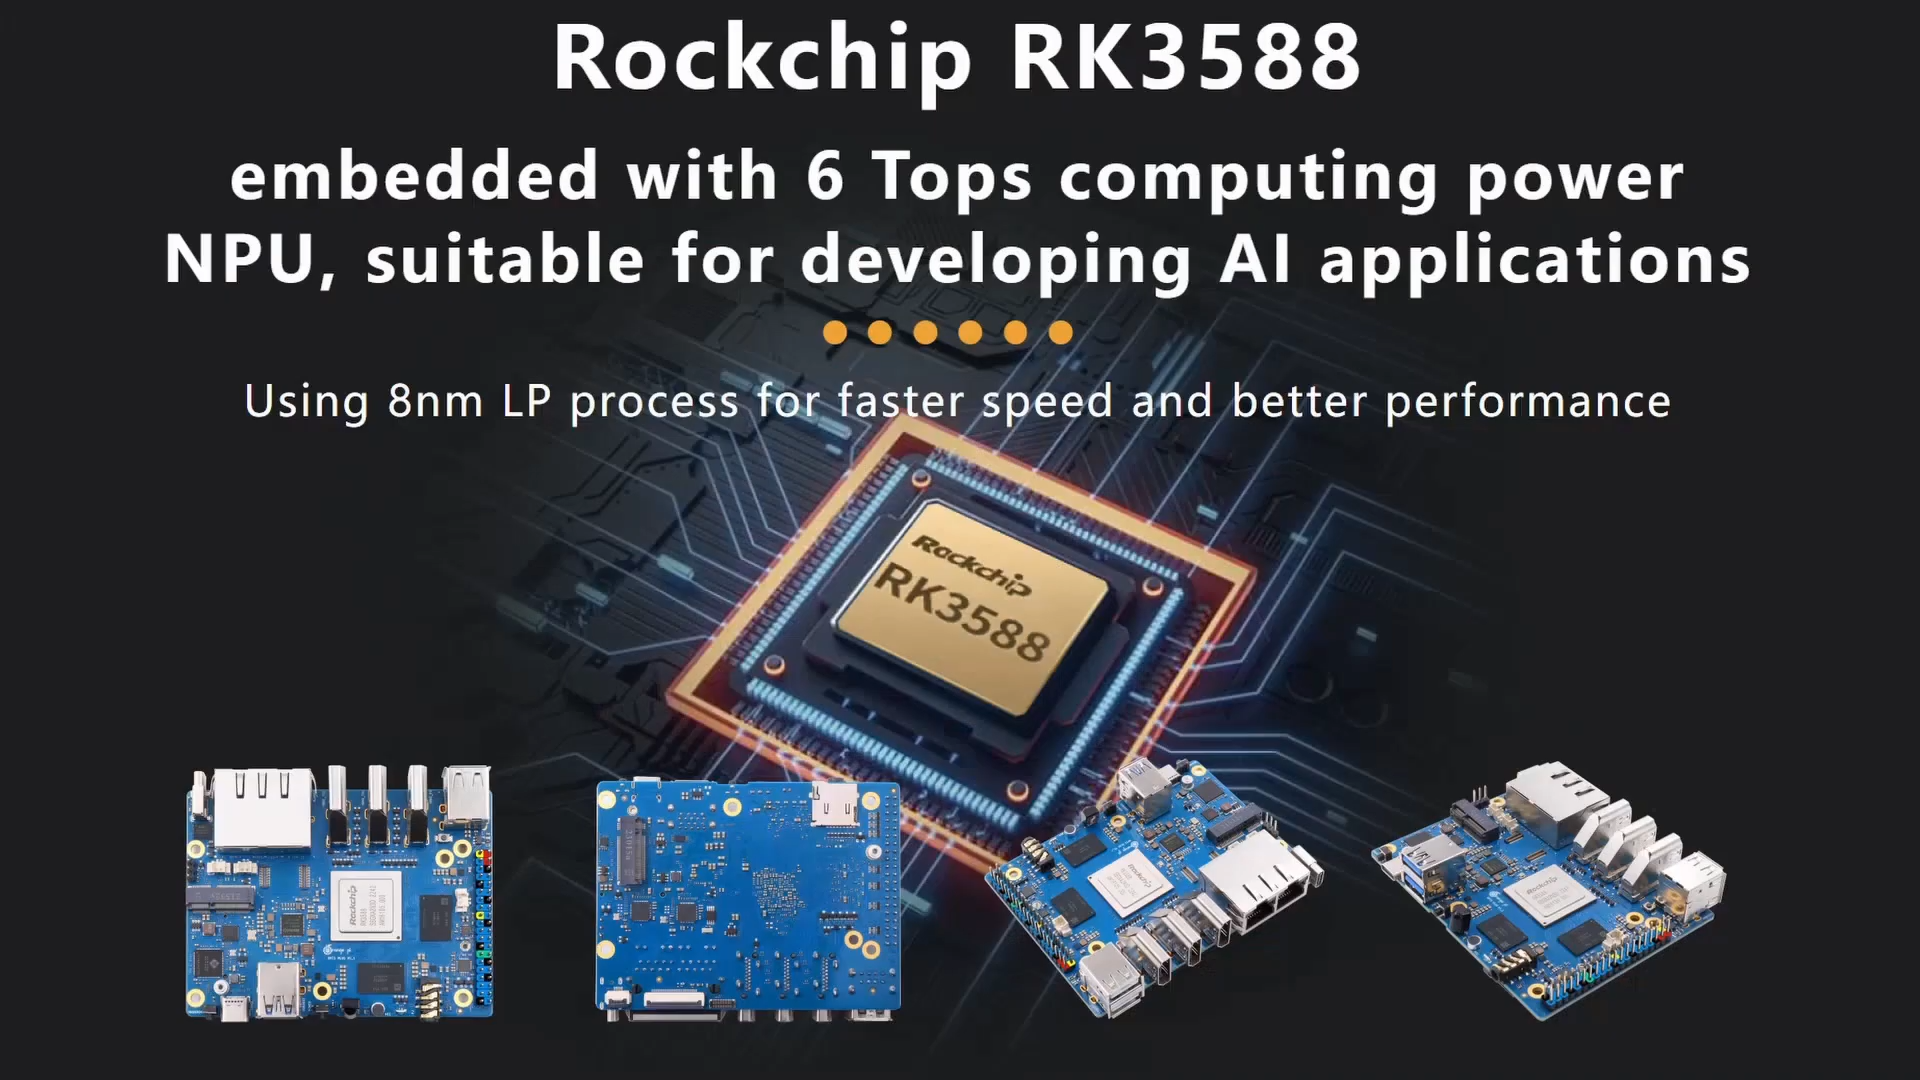 Rockchip RK3588
embedded with 6 Tops computing power
NPU, suitable for developing AI applications
Using 8nm LP process for faster speed and better performance
Rockchip
RK3588
Rockchip